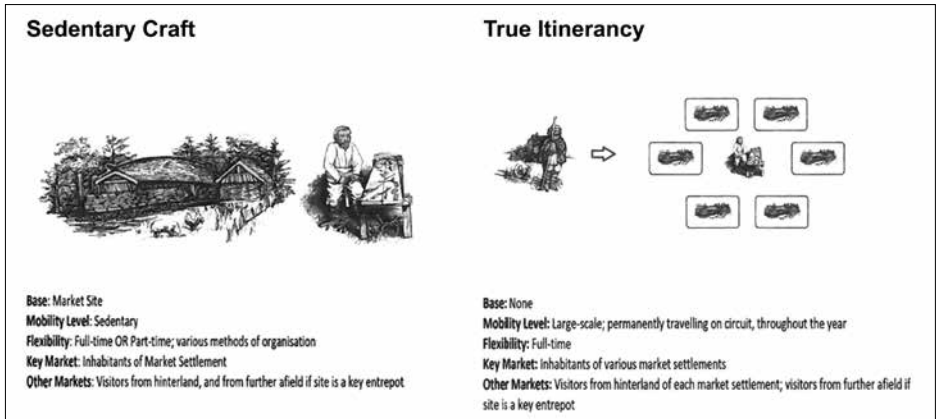 Sedentary Craft
Base: Market Site
Mobility Level: Sedentary
Flexibility: Full-time OR Part-time; various methods of organisation
Key Market: Inhabitants of Market Settlement
Other Markets: Visitors from hinterland, and from further afield if site is a key entrepot
True Itinerancy
Base: None
Mobility Level: Large-scale; permanently travelling on circuit, throughout the year
Flexibility: Full-time
Key Market: Inhabitants of various market settlements
Other Markets: Visitors from hinterland of each market settlement; visitors from further afield if
site is a key entrepot